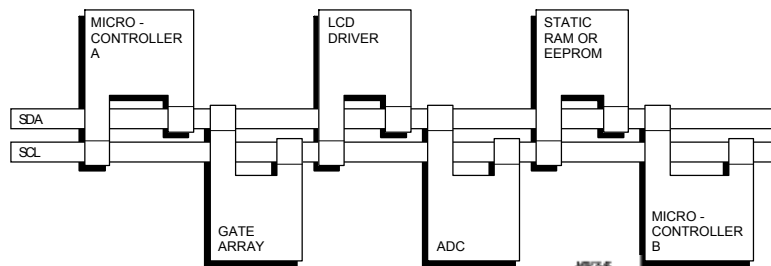 MICRO -
CONTROLLER
A
LCD
DRIVER
STATIC
RAM OR
EEPROM
SDA
SCL
GATE
ARRAY
ADC
MICRO -
CONTROLLER
B